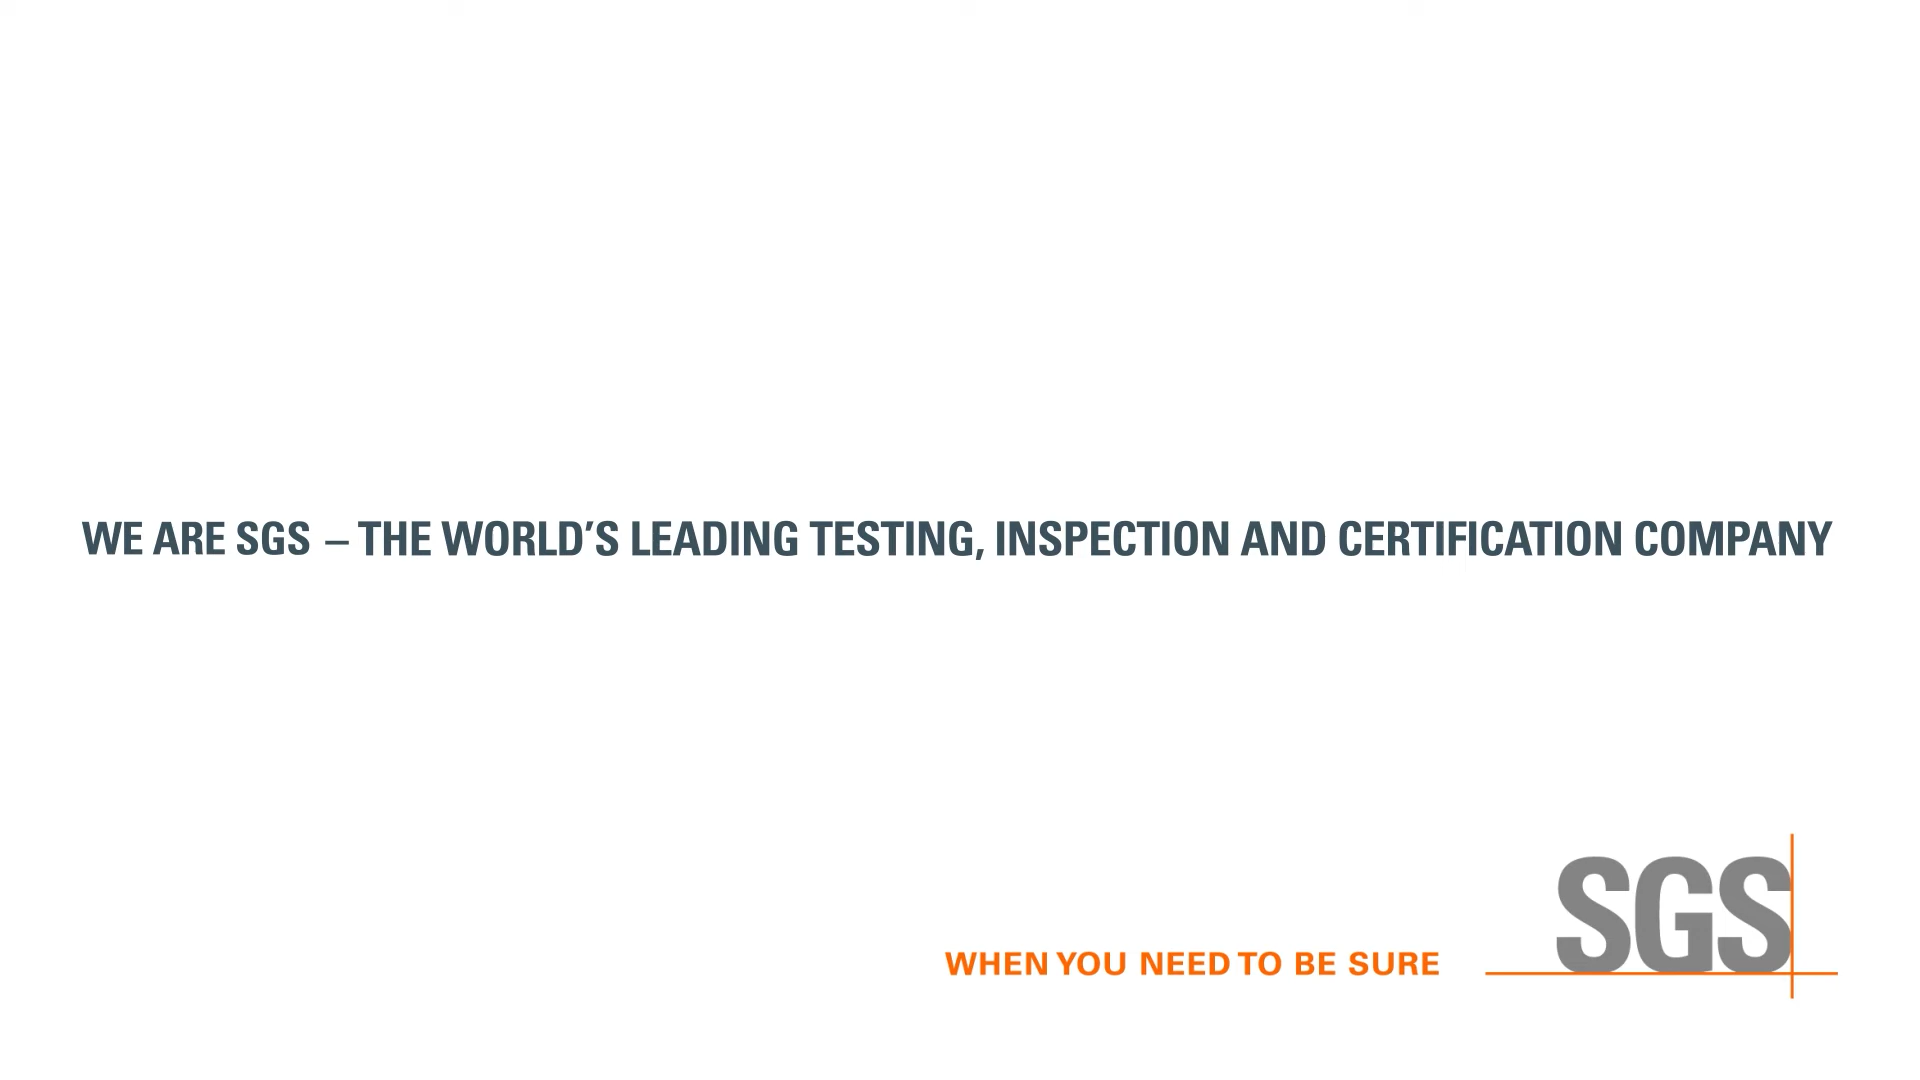 WE ARE SGS – THE WORLD’S LEADING TESTING, INSPECTION AND CERTIFICATION COMPANY
WHEN YOU NEED TO BE SURE
SGS